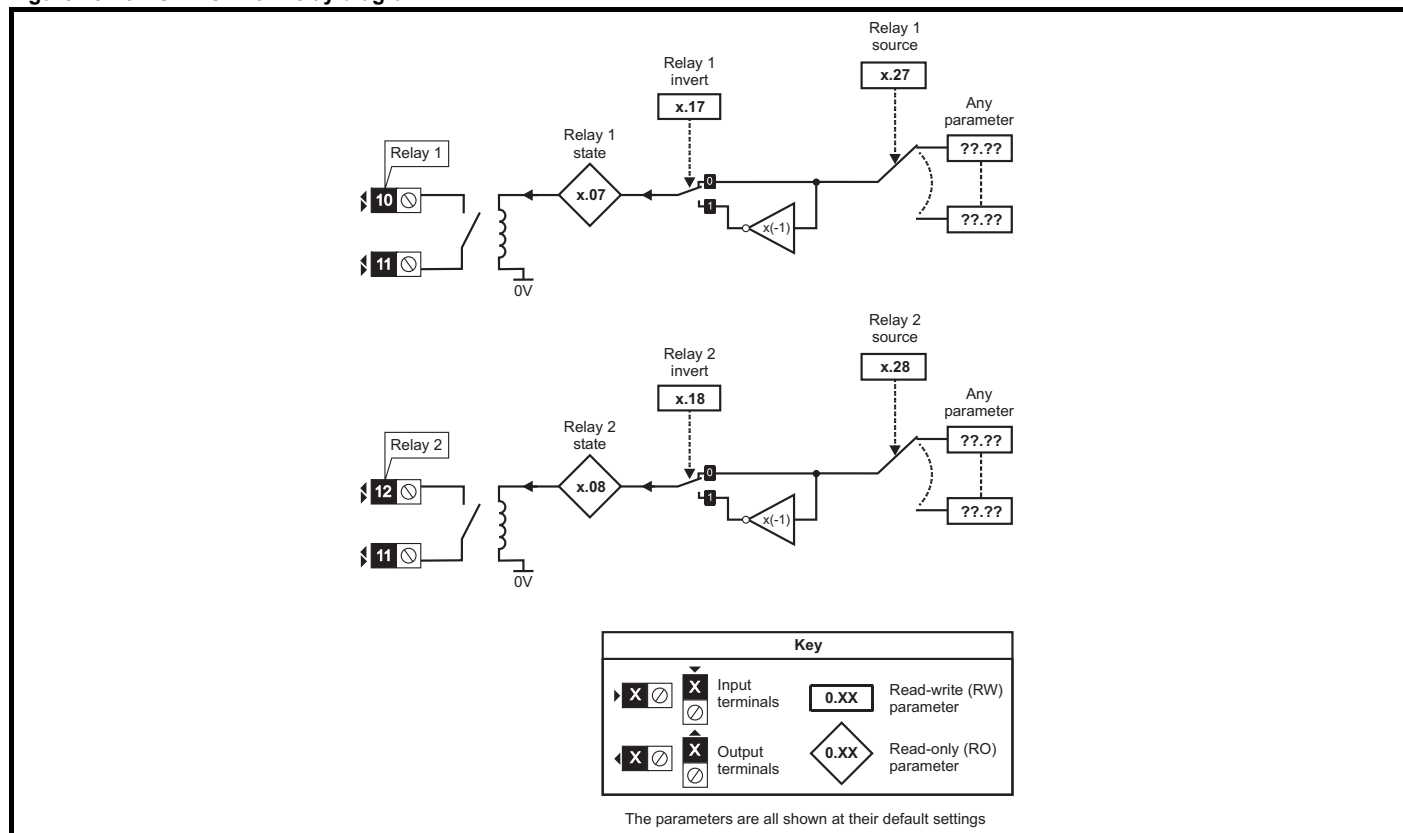 Relay 1
source
x.27
Relay 1
invert
x.17
Any
parameter
??.??
??.??
Relay 1
state
x.07
Relay 1
10
11
0
1
x(-1)
0V
Relay 2
source
x.28
Relay 2
invert
x.18
Any
parameter
??.??
??.??
Relay 2
state
x.08
Relay 2
12
11
0
1
x(-1)
0V
Key
X
X
Input
terminals
0.XX
Read-write (RW)
parameter
X
X
Output
terminals
0.XX
Read-only (RO)
parameter
The parameters are all shown at their default settings